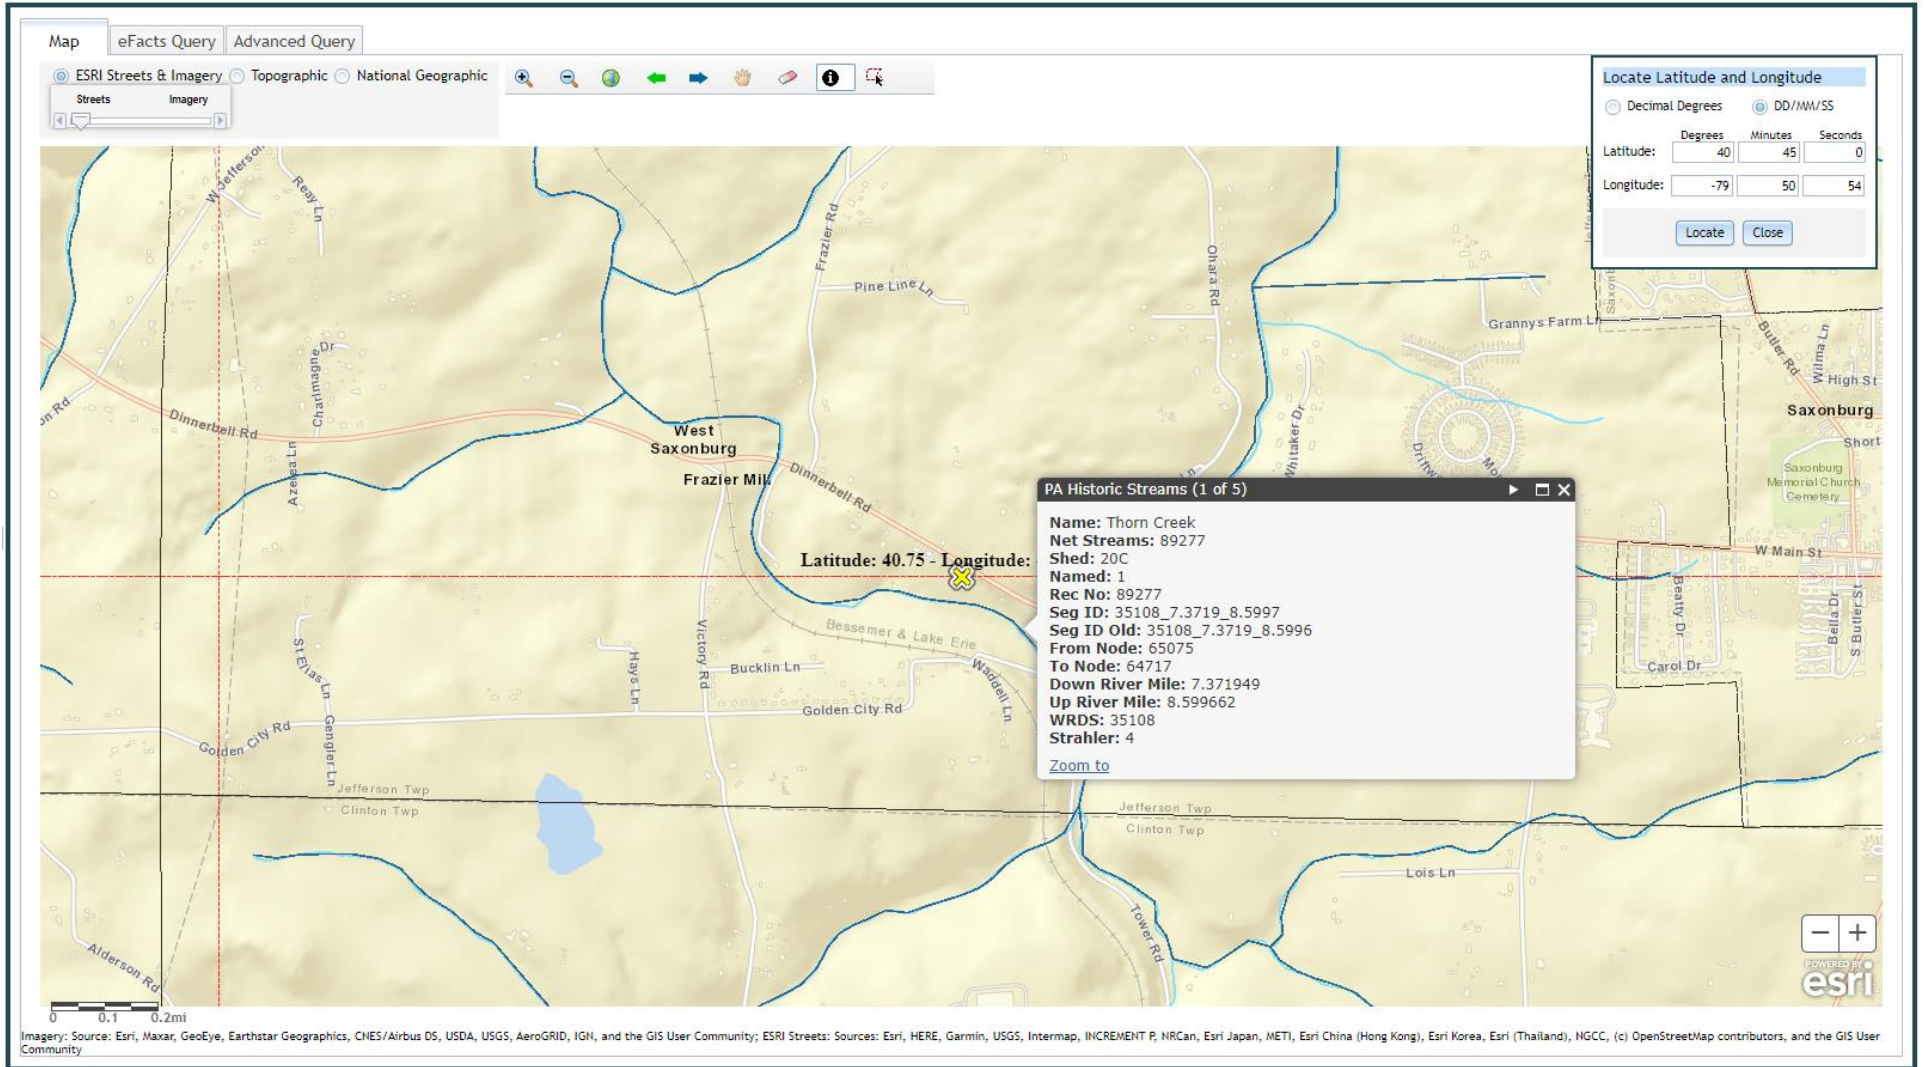 Map eFacts Query Advanced Query
ESRI Streets & Imagery Topographic National Geographic
Streets Imagery
Locate Latitude and Longitude
Decimal Degrees DD/MM/SS
Degrees Minutes Seconds
Latitude: 40 45 0
Longitude: -79 50 54
Locate Close
W Jefferson
Reay Ln
Frazier Rd
Ohara Rd
Pine Line Ln
Grannys Farm Ln
Butler Rd
Wilma Ln
High St
Charlmagne Dr
Dinnerbell Rd
Azelea Ln
West
Saxonburg
Frazier Mill
Dinnerbell Rd
Whitaker Dr
Saxonburg
Short
Saxonburg
Memorial Church
Cemetery
W Main St
Latitude: 40.75 - Longitude:
PA Historic Streams (1 of 5)
Name: Thorn Creek
Net Streams: 89277
Shed: 20C
Named: 1
Rec No: 89277
Seg ID: 35108_7.3719_8.5997
Seg ID Old: 35108_7.3719_8.5996
From Node: 65075
To Node: 64717
Down River Mile: 7.371949
Up River Mile: 8.599662
WRDS: 35108
Strahler: 4
Zoom to
Bessemer & Lake Erie
Victory Rd
Hays Ln
Bucklin Ln
Waddell Ln
St Elias Ln
Gengler Ln
Golden City Rd
Golden City Rd
Beatty Dr
Carol Dr
Bella Dr
S Butler St
Jefferson Twp
Clinton Twp
Jefferson Twp
Clinton Twp
Lois Ln
Tower Rd
Alderson Rd
0 0.1 0.2mi
POWERED BY
esri
Imagery: Source: Esri, Maxar, GeoEye, Earthstar Geographics, CNES/Airbus DS, USDA, USGS, AeroGRID, IGN, and the GIS User Community; ESRI Streets: Sources: Esri, HERE, Garmin, USGS, Intermap, INCREMENT P, NRCan, Esri Japan, METI, Esri China (Hong Kong), Esri Korea, Esri (Thailand), NGCC, (c) OpenStreetMap contributors, and the GIS User
Community